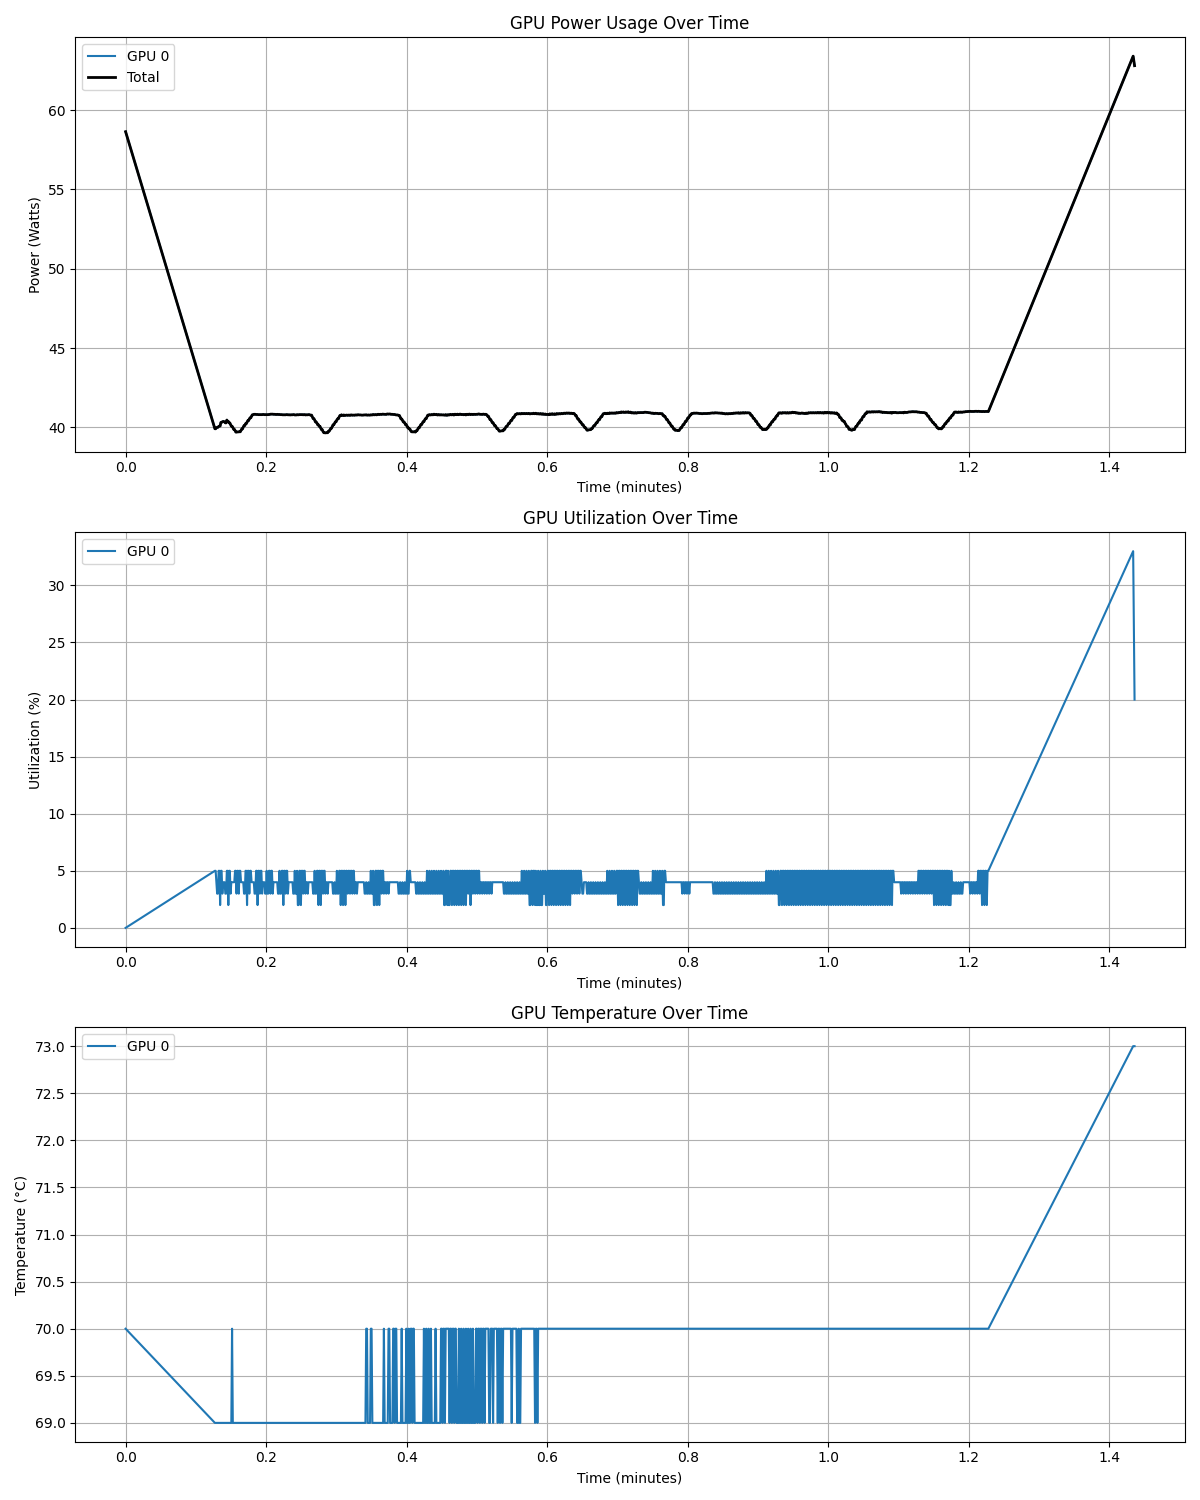 GPU Power Usage Over Time
GPU 0
Total
Power (Watts)
60
55
50
45
40
0.0 0.2 0.4 0.6 0.8 1.0 1.2 1.4
Time (minutes)
GPU Utilization Over Time
GPU 0
Utilization (%)
30
25
20
15
10
5
0
0.0 0.2 0.4 0.6 0.8 1.0 1.2 1.4
Time (minutes)
GPU Temperature Over Time
GPU 0
Temperature (°C)
73.0
72.5
72.0
71.5
71.0
70.5
70.0
69.5
69.0
0.0 0.2 0.4 0.6 0.8 1.0 1.2 1.4
Time (minutes)